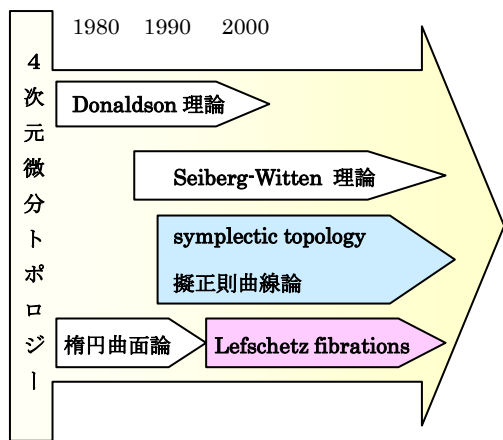 1980 1990 2000
4次元微分トポロジー
Donaldson 理論
Seiberg-Witten 理論
symplectic topology
擬正則曲線論
楕円曲面論
Lefschetz fibrations